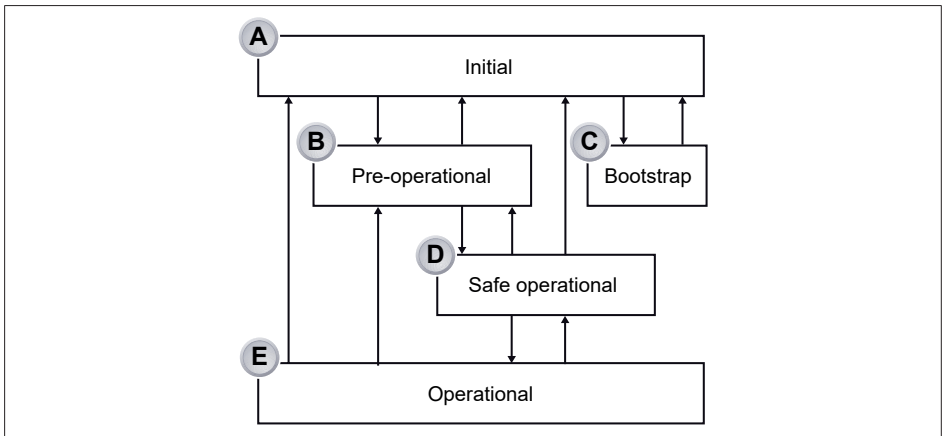 A
Initial
B
Pre-operational
C
Bootstrap
D
Safe operational
E
Operational